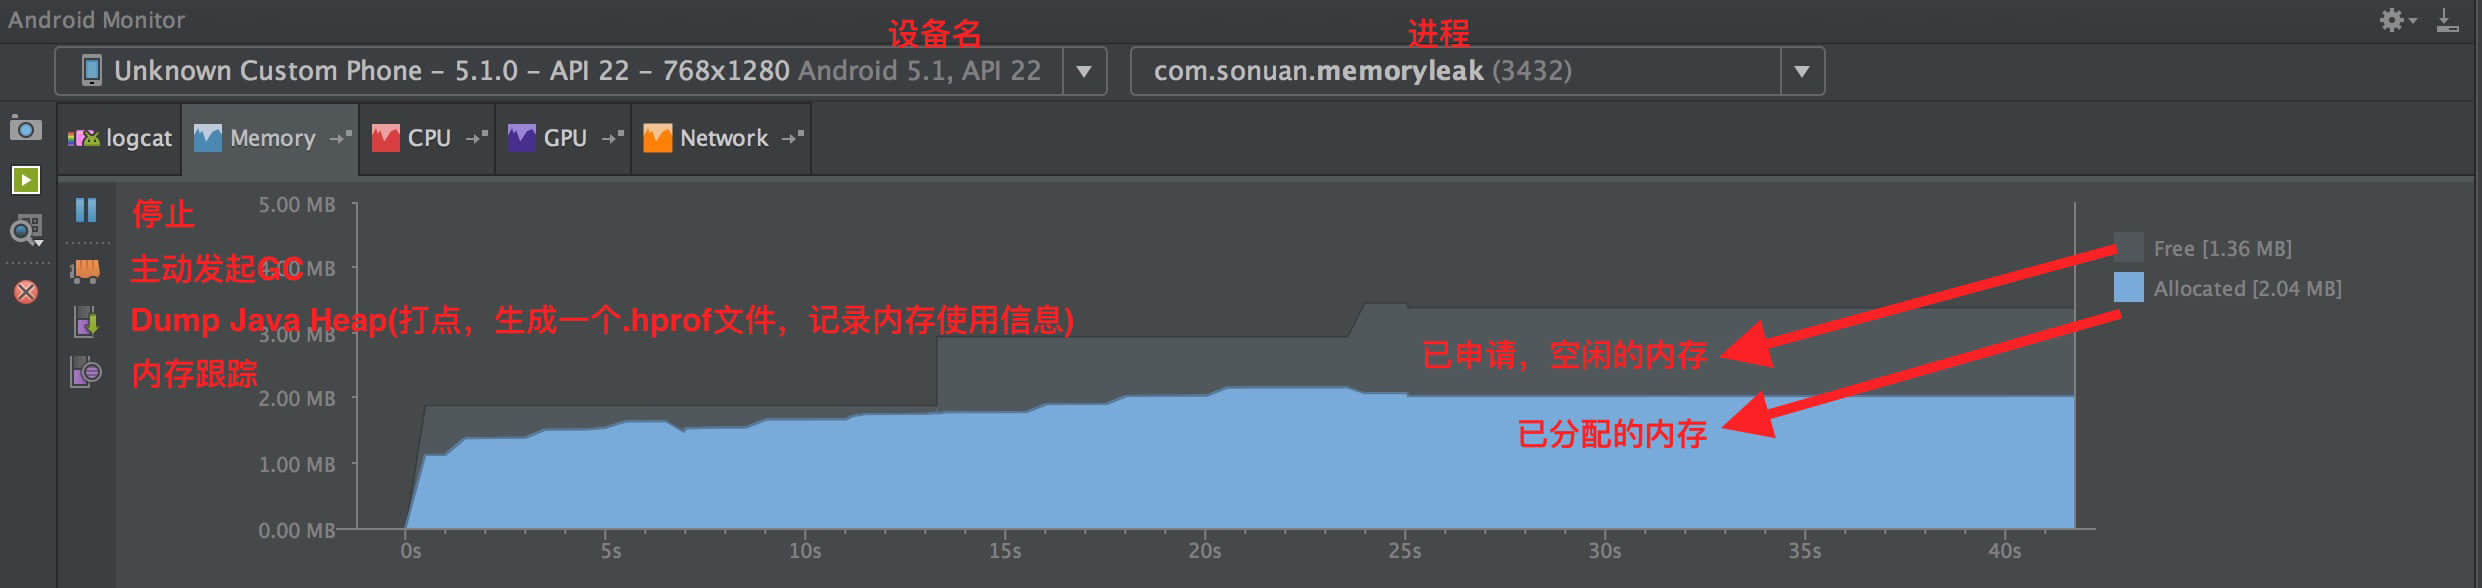 Android Monitor
设备名
进程
Unknown Custom Phone – 5.1.0 – API 22 – 768x1280 Android 5.1, API 22
com.sonuan.memoryleak (3432)
logcat
Memory
CPU
GPU
Network
停止
5.00 MB
主动发起GC
4.00 MB
Dump Java Heap(打点，生成一个.hprof文件，记录内存使用信息)
3.00 MB
内存跟踪
2.00 MB
1.00 MB
0.00 MB
Free [1.36 MB]
Allocated [2.04 MB]
已申请，空闲的内存
已分配的内存
0s
5s
10s
15s
20s
25s
30s
35s
40s